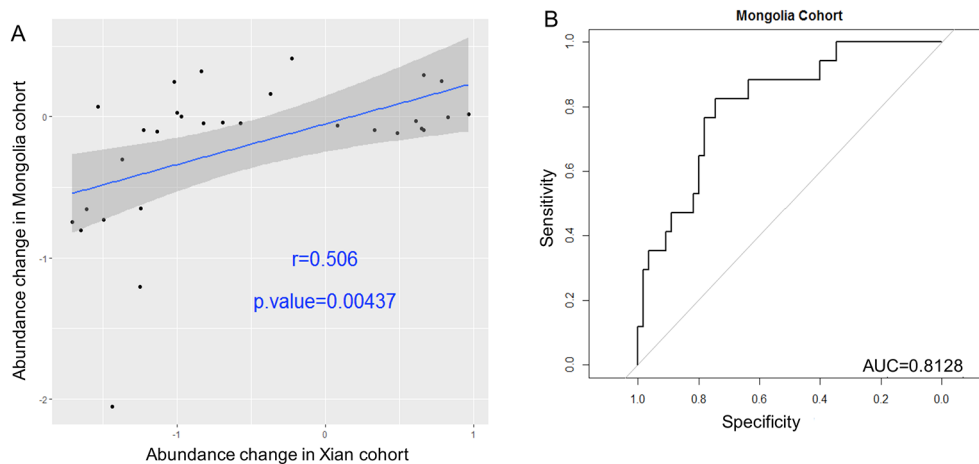 A
Abundance change in Mongolia cohort
0
-1
-2
r=0.506
p.value=0.00437
-1
0
1
Abundance change in Xian cohort
B
Mongolia Cohort
Sensitivity
1.0
0.8
0.6
0.4
0.2
0.0
AUC=0.8128
1.0
0.8
0.6
0.4
0.2
0.0
Specificity